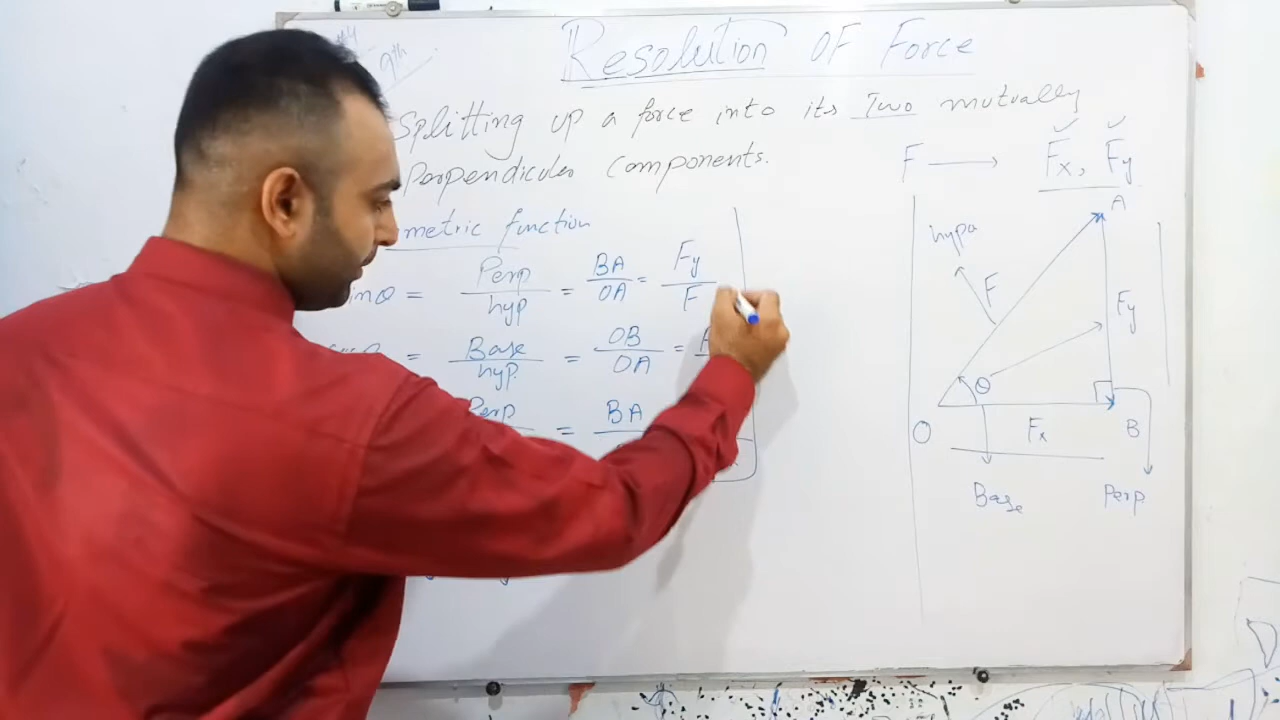 9th
Resolution OF Force
Splitting up a force into its Two mutually
Perpendicular components.
F → Fx, Fy
metric function
inθ = Perp/hyp = BA/OA = Fy/F
= Base/hyp. = OB/OA =
Perp = BA
A
hypo
F
Fy
θ
O
Fx
B
Base
Perp